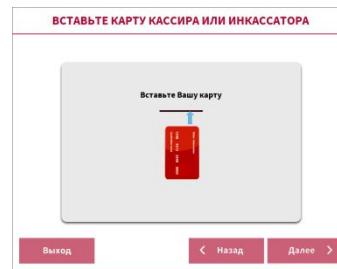 ВСТАВЬТЕ КАРТУ КАССИРА ИЛИ ИНКАССАТОРА
Вставьте Вашу карту
Выход
Назад
Далее